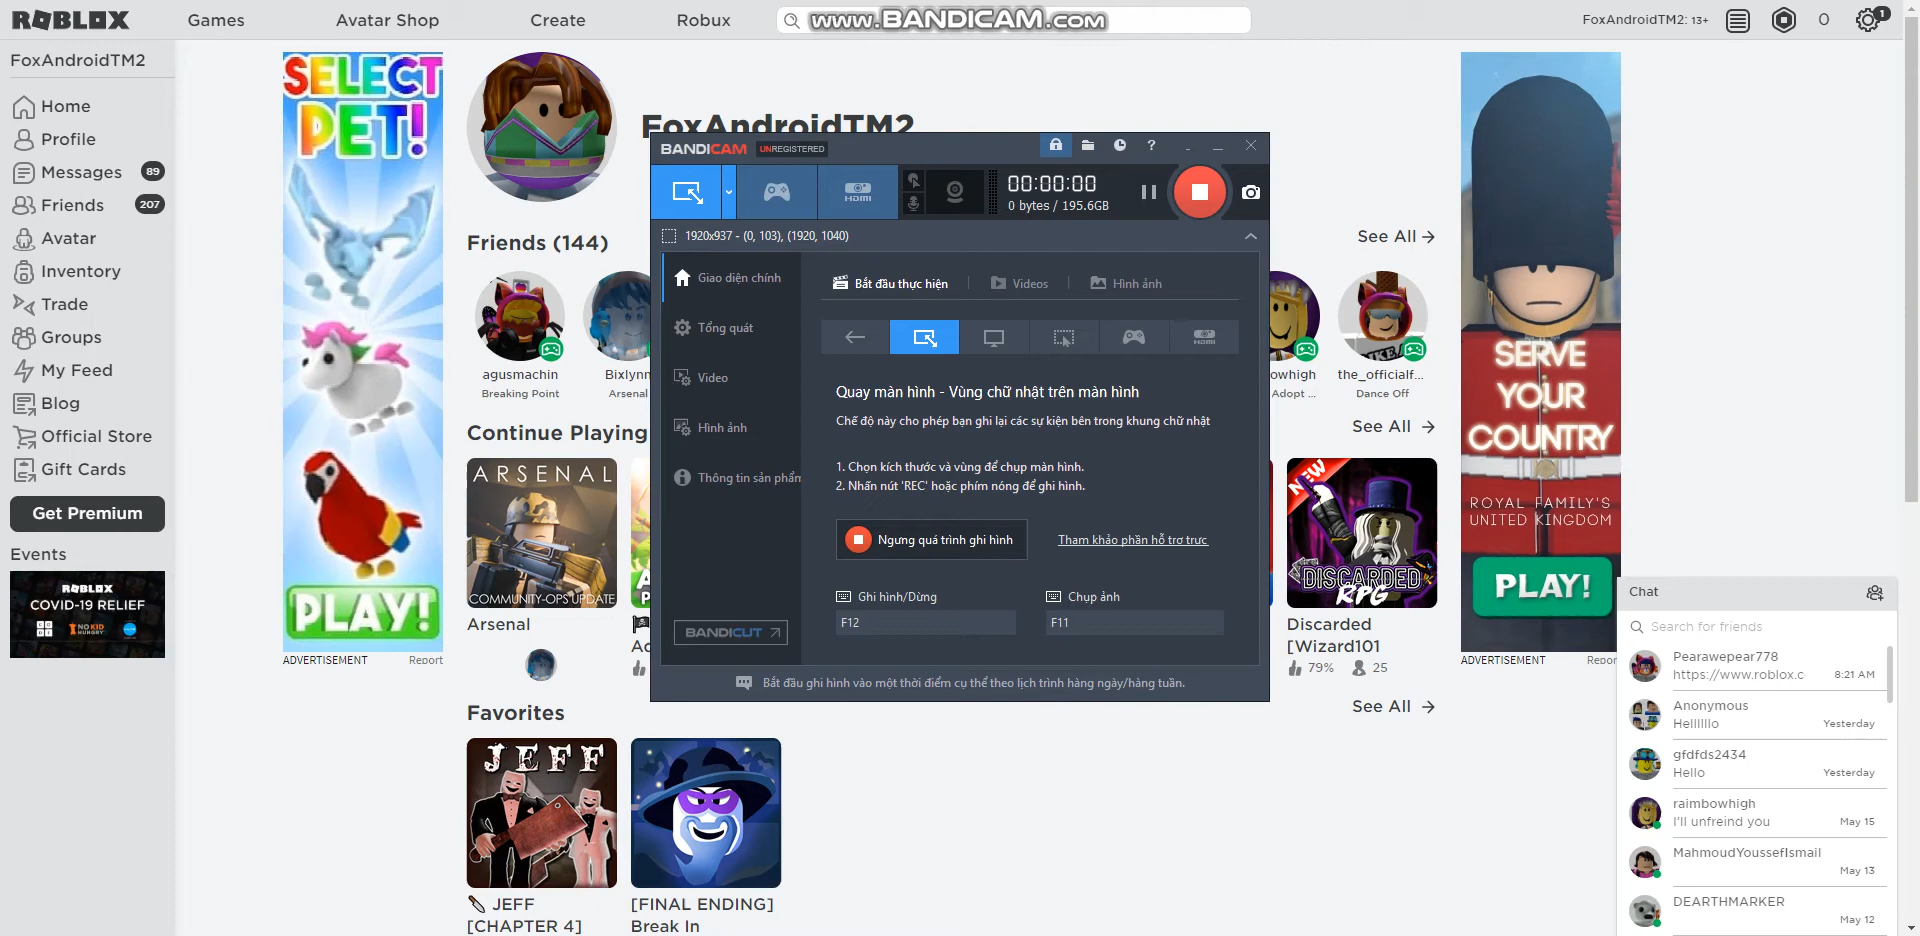 ROBLOX
Games
Avatar Shop
Create
Robux
www.BANDICAM.com
FoxAndroidTM2: 13+
0
1
FoxAndroidTM2
Home
Profile
Messages
89
Friends
207
Avatar
Inventory
Trade
Groups
My Feed
Blog
Official Store
Gift Cards
Get Premium
Events
ROBLOX
COVID-19 RELIEF
NO KID
HUNGRY
SELECT
PET!
PLAY!
ADVERTISEMENT
Report
FoxAndroidTM2
Friends (144)
See All
agusmachin
Breaking Point
Bixlynn
Arsenal
owhigh
Adopt ...
the_officialf...
Dance Off
Continue Playing
See All
ARSENAL
COMMUNITY-OPS UPDATE
Arsenal
NEW
DISCARDED
RPG
Discarded
[Wizard101
79%
25
Favorites
See All
JEFF
JEFF
[CHAPTER 4]
[FINAL ENDING]
Break In
BANDICAM
UNREGISTERED
?
HDMI
00:00:00
0 bytes / 195.6GB
1920x937 - (0, 103), (1920, 1040)
Giao diện chính
Tổng quát
Video
Hình ảnh
Thông tin sản phẩm
BANDICUT
Bắt đầu thực hiện
Videos
Hình ảnh
HDMI
Quay màn hình - Vùng chữ nhật trên màn hình
Chế độ này cho phép bạn ghi lại các sự kiện bên trong khung chữ nhật
1. Chọn kích thước và vùng để chụp màn hình.
2. Nhấn nút 'REC' hoặc phím nóng để ghi hình.
Ngưng quá trình ghi hình
Tham khảo phần hỗ trợ trực
Ghi hình/Dừng
F12
Chụp ảnh
F11
Bắt đầu ghi hình vào một thời điểm cụ thể theo lịch trình hàng ngày/hàng tuần.
SERVE
YOUR
COUNTRY
ROYAL FAMILY'S
UNITED KINGDOM
PLAY!
ADVERTISEMENT
Repor
Chat
Search for friends
Pearawepear778
https://www.roblox.c
8:21 AM
Anonymous
Helllllllo
Yesterday
gfdfds2434
Hello
Yesterday
raimbowhigh
I'll unfreind you
May 15
MahmoudYoussefIsmail
May 13
DEARTHMARKER
May 12